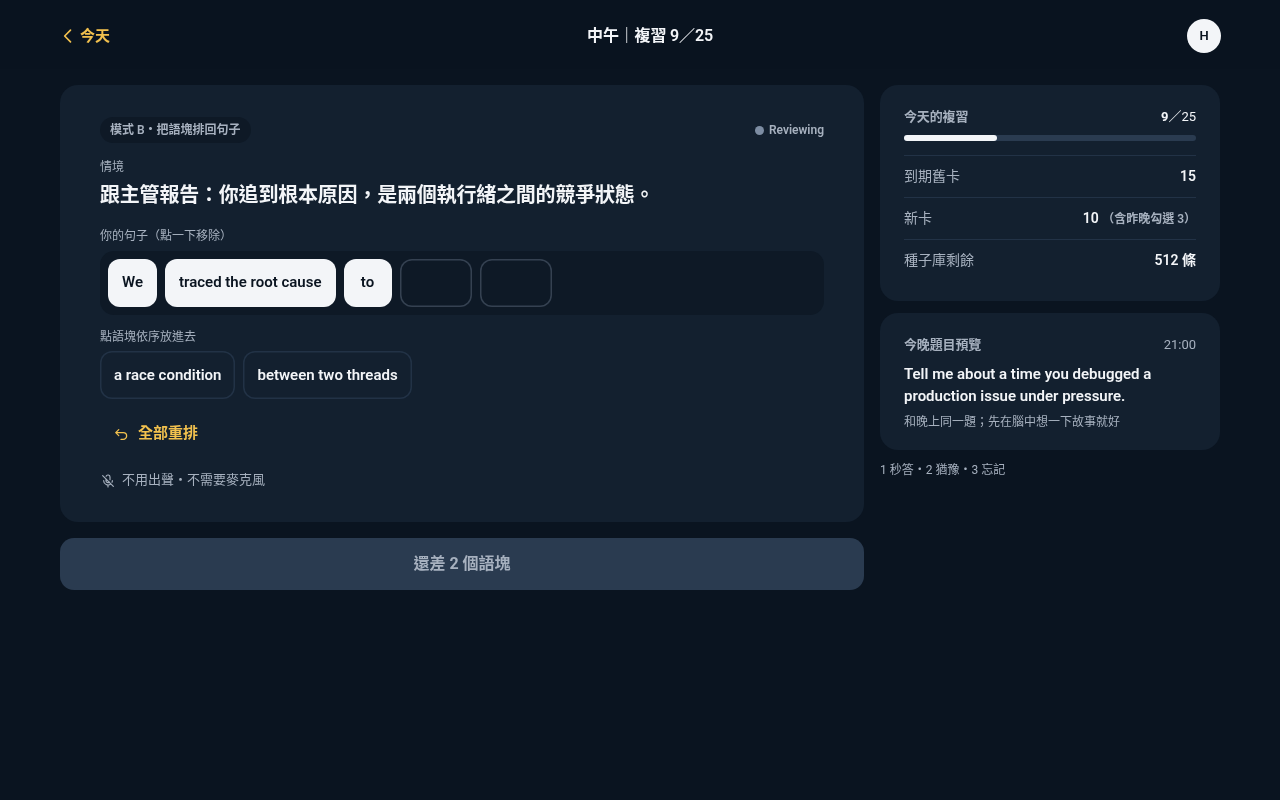 今天
中午｜複習 9／25
H
模式 B・把語塊排回句子
Reviewing
情境
跟主管報告：你追到根本原因，是兩個執行緒之間的競爭狀態。
你的句子（點一下移除）
We
traced the root cause
to
點語塊依序放進去
a race condition
between two threads
全部重排
不用出聲・不需要麥克風
還差 2 個語塊
今天的複習
9／25
到期舊卡
15
新卡
10 （含昨晚勾選 3）
種子庫剩餘
512 條
今晚題目預覽
21:00
Tell me about a time you debugged a
production issue under pressure.
和晚上同一題；先在腦中想一下故事就好
1 秒答・2 猶豫・3 忘記